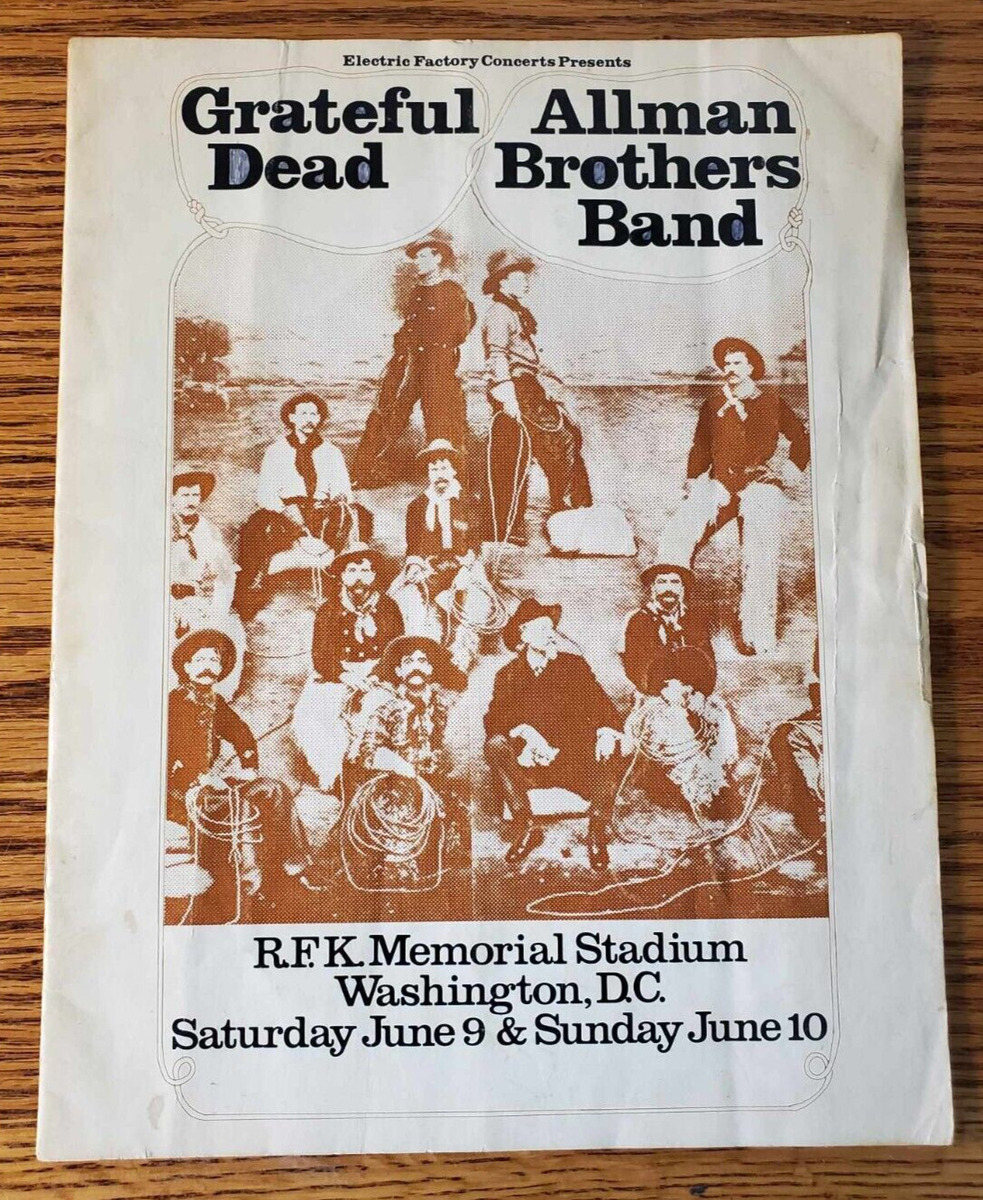 Electric Factory Concerts Presents
Grateful
Dead
Allman
Brothers
Band
R.F.K. Memorial Stadium
Washington, D.C.
Saturday June 9 & Sunday June 10